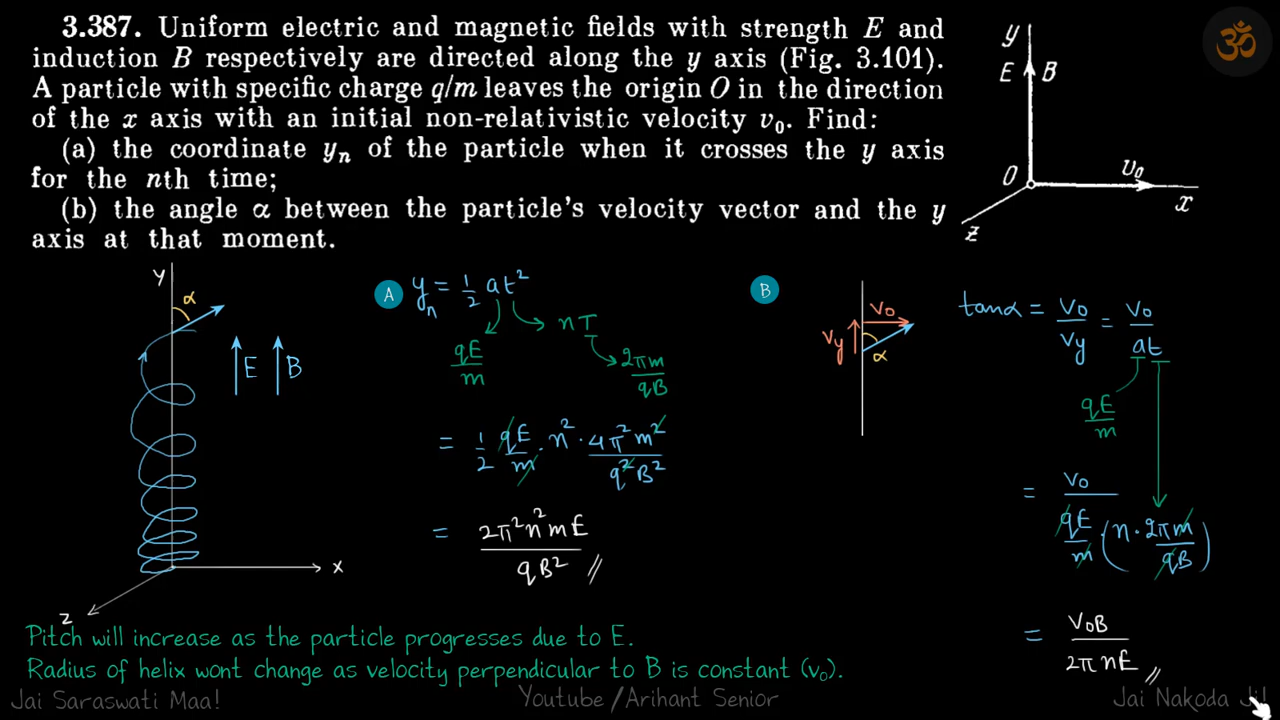 3.387. Uniform electric and magnetic fields with strength E and
induction B respectively are directed along the y axis (Fig. 3.101).
A particle with specific charge q/m leaves the origin O in the direction
of the x axis with an initial non-relativistic velocity v₀. Find:
(a) the coordinate yₙ of the particle when it crosses the y axis
for the nth time;
(b) the angle α between the particle's velocity vector and the y
axis at that moment.
y
E B
O v₀
x
z
ॐ
y
α
E B
x
z
A yₙ = 1/2 at²
nT
qE/m
2πm/qB
= 1/2 qE/m · n² · 4π²m²/q²B²
= 2π²n²mE/qB² //
B
v₀
vy
α
tanα = v₀/vy = v₀/at
qE/m
= v₀/(qE/m (n · 2πm/qB))
= v₀B/2πnE //
Pitch will increase as the particle progresses due to E.
Radius of helix wont change as velocity perpendicular to B is constant (v₀).
Jai Saraswati Maa! Youtube /Arihant Senior Jai Nakoda Ji!